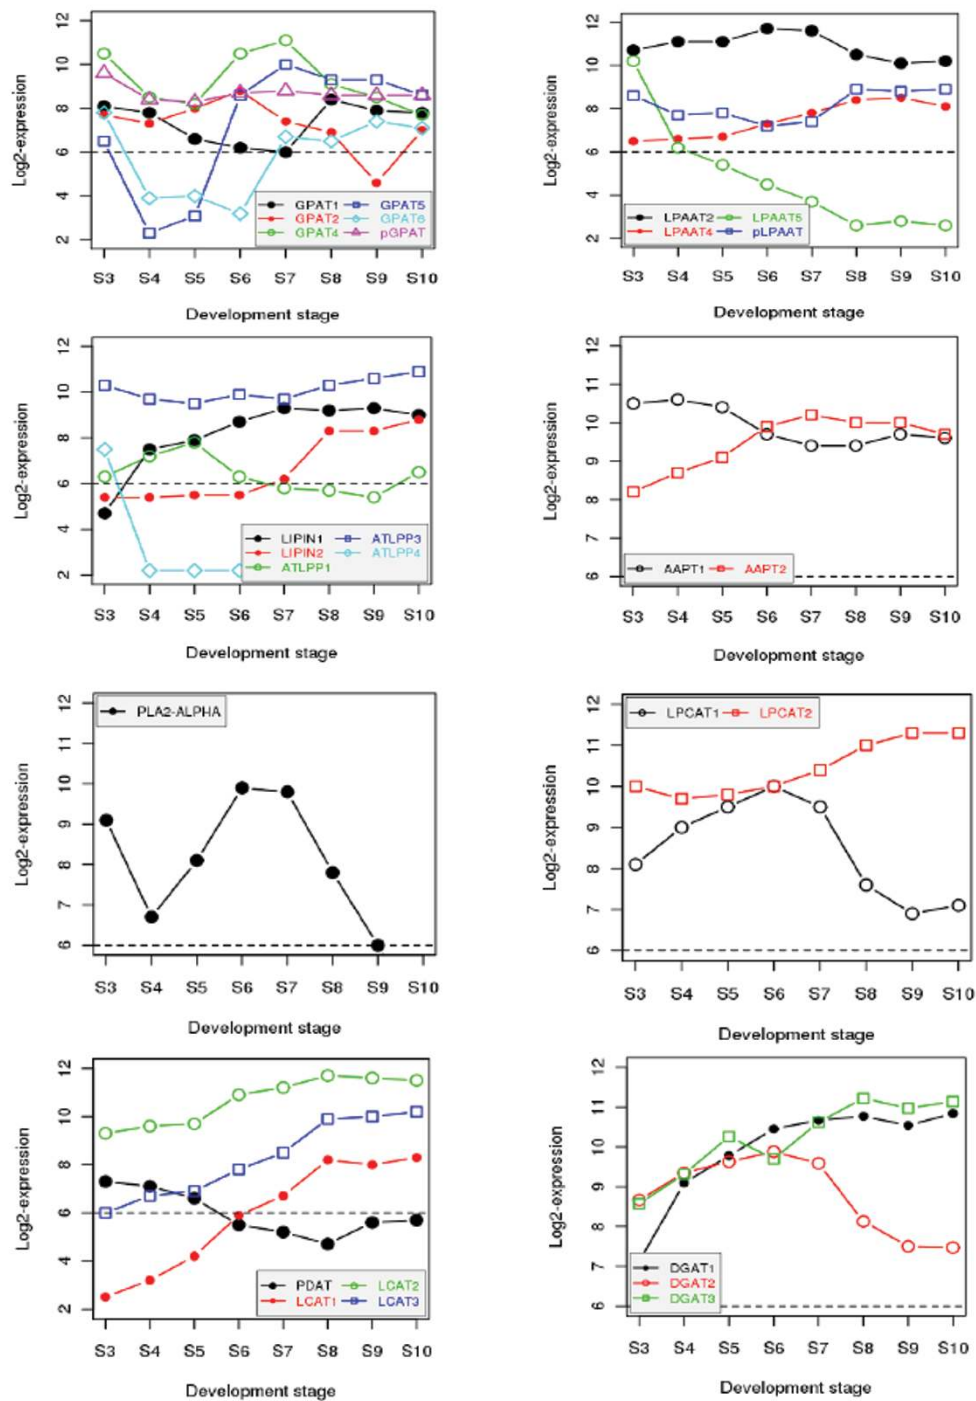 Log2-expression
12
10
8
6
4
2
GPAT1 GPAT5
GPAT2 GPAT6
GPAT4 pGPAT
S3 S4 S5 S6 S7 S8 S9 S10
Development stage
Log2-expression
12
10
8
6
4
2
LPAAT2 LPAAT5
LPAAT4 pLPAAT
S3 S4 S5 S6 S7 S8 S9 S10
Development stage
Log2-expression
12
10
8
6
4
2
LIPIN1 ATLPP3
LIPIN2 ATLPP4
ATLPP1
S3 S4 S5 S6 S7 S8 S9 S10
Development stage
Log2-expression
12
11
10
9
8
7
6
AAPT1 AAPT2
S3 S4 S5 S6 S7 S8 S9 S10
Development stage
Log2-expression
12
11
10
9
8
7
6
PLA2-ALPHA
S3 S4 S5 S6 S7 S8 S9 S10
Development stage
Log2-expression
12
11
10
9
8
7
6
LPCAT1 LPCAT2
S3 S4 S5 S6 S7 S8 S9 S10
Development stage
Log2-expression
12
10
8
6
4
2
PDAT LCAT2
LCAT1 LCAT3
S3 S4 S5 S6 S7 S8 S9 S10
Development stage
Log2-expression
12
11
10
9
8
7
6
DGAT1
DGAT2
DGAT3
S3 S4 S5 S6 S7 S8 S9 S10
Development stage